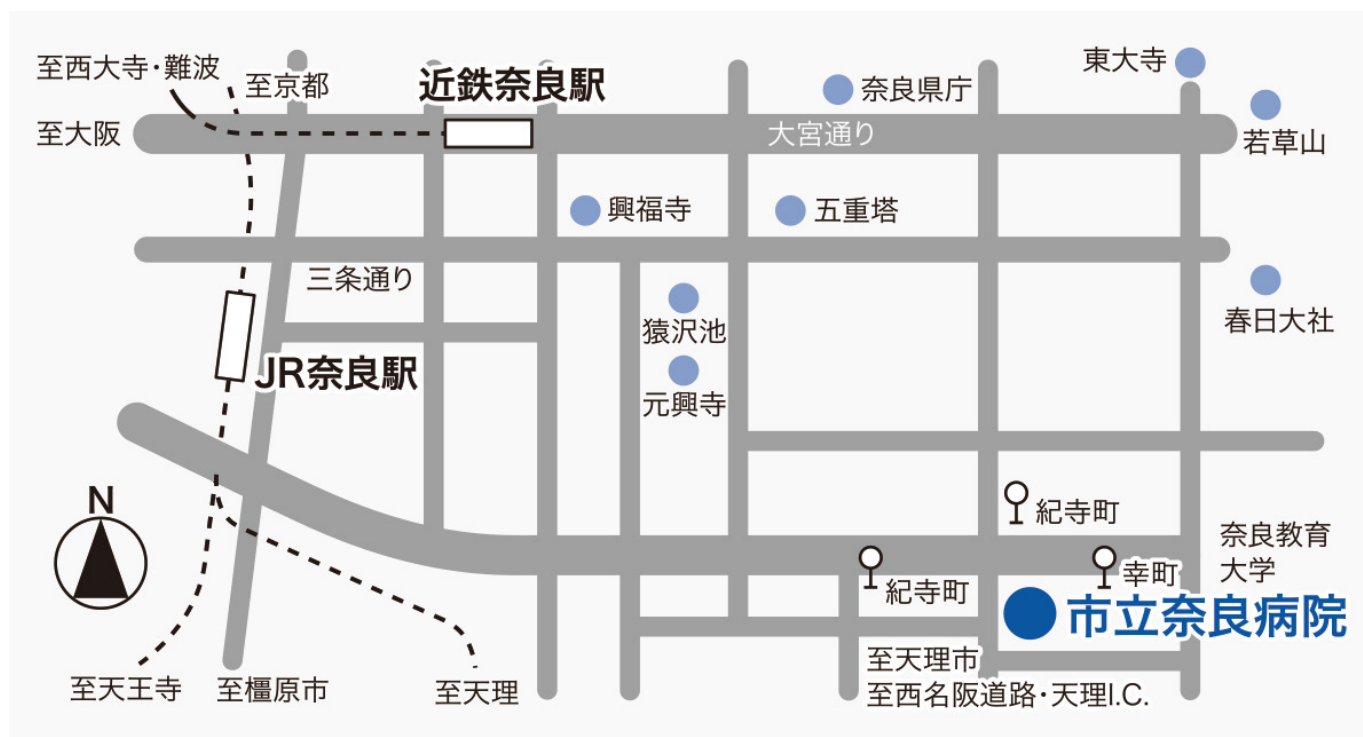 至西大寺・難波
至京都
近鉄奈良駅
奈良県庁
東大寺
至大阪
大宮通り
若草山
興福寺
五重塔
三条通り
猿沢池
春日大社
JR奈良駅
元興寺
N
紀寺町
奈良教育
大学
紀寺町
幸町
市立奈良病院
至天王寺
至橿原市
至天理
至天理市
至西名阪道路・天理I.C.